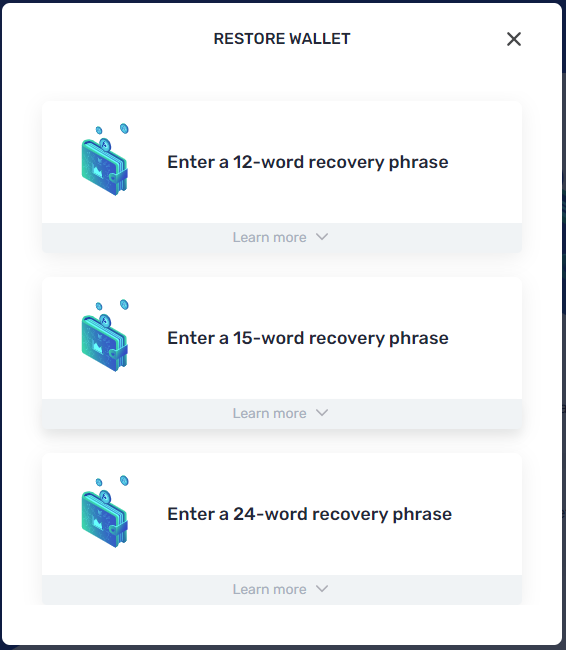 RESTORE WALLET
Enter a 12-word recovery phrase
Learn more
Enter a 15-word recovery phrase
Learn more
Enter a 24-word recovery phrase
Learn more